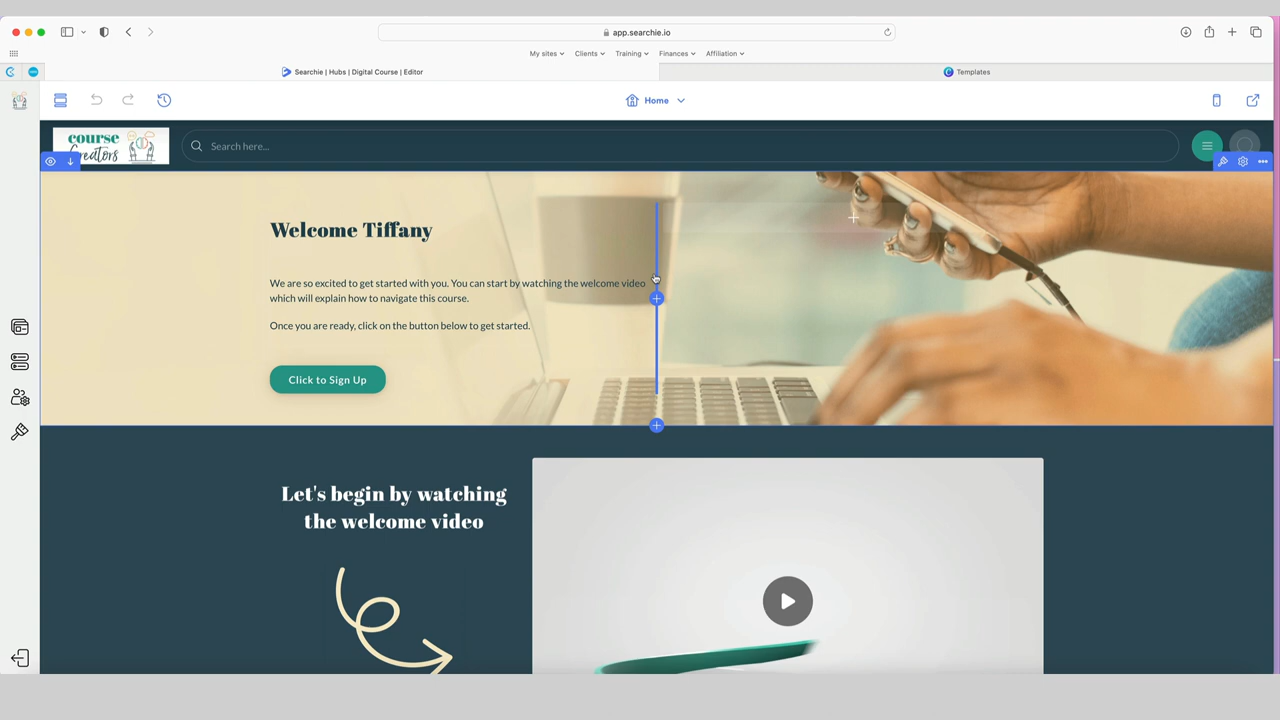 app.searchie.io
My sites Clients Training Finances Affiliation
Searchie | Hubs | Digital Course | Editor
Templates
Home
course
Creators
Search here...
Welcome Tiffany
We are so excited to get started with you. You can start by watching the welcome video
which will explain how to navigate this course.
Once you are ready, click on the button below to get started.
Click to Sign Up
Let's begin by watching
the welcome video